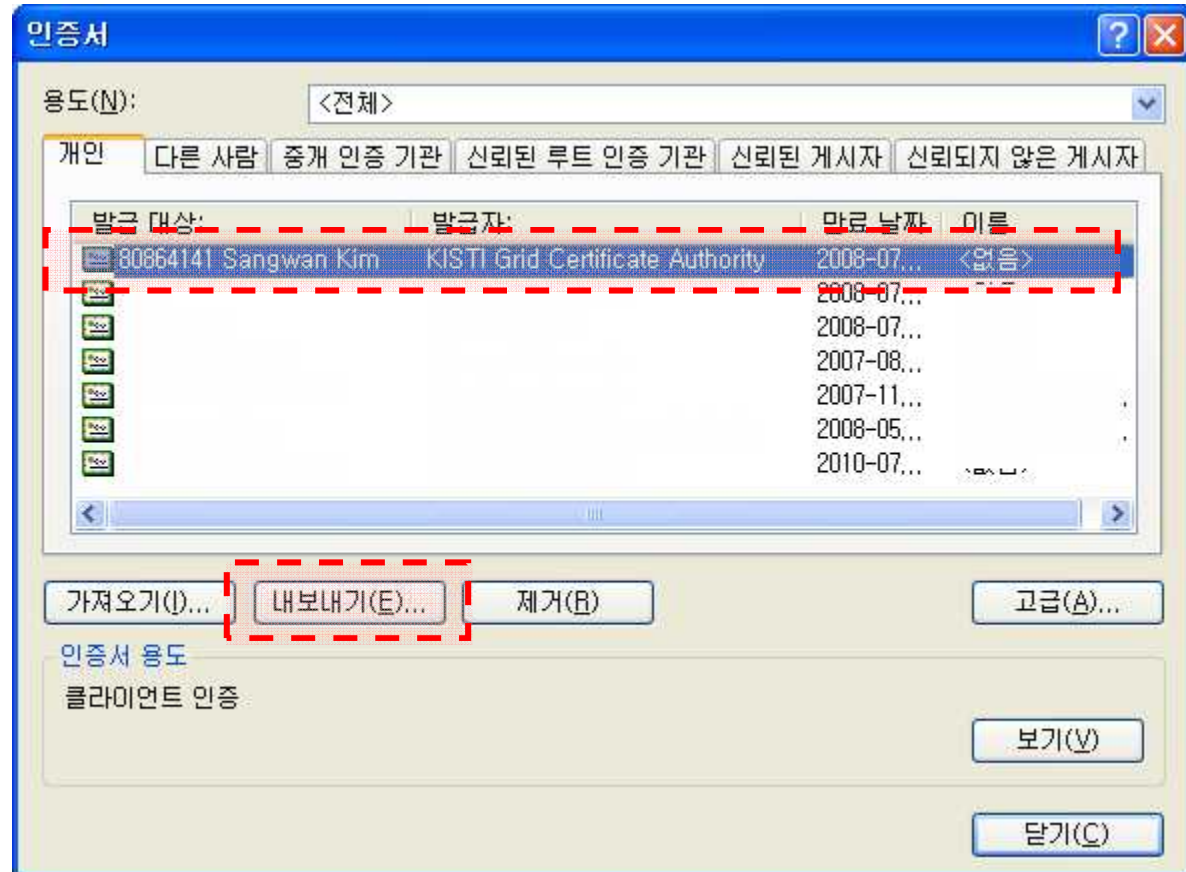 인증서
용도(N): <전체>
개인 다른 사람 중개 인증 기관 신뢰된 루트 인증 기관 신뢰된 게시자 신뢰되지 않은 게시자
발급 대상: 발급자: 만료 날짜 이름
80864141 Sangwan Kim KISTI Grid Certificate Authority 2008-07... <없음>
2008-07...
2008-07...
2007-08...
2007-11...
2008-05...
2010-07...
가져오기(I)... 내보내기(E)... 제거(R) 고급(A)...
인증서 용도
클라이언트 인증
보기(V)
닫기(C)